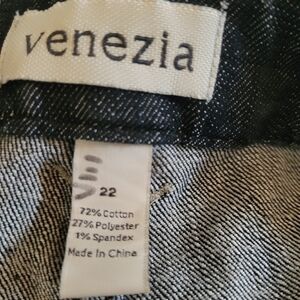 venezia
22
72% Cotton
27% Polyester
1% Spandex
Made In China